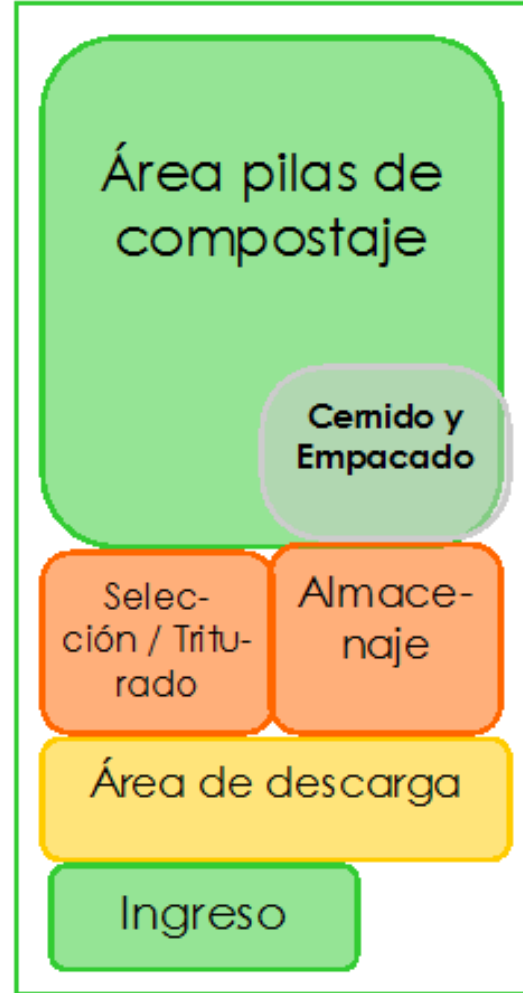 Área pilas de
compostaje
Cernido y
Empacado
Selec-
ción / Tritu-
rado
Almace-
naje
Área de descarga
Ingreso